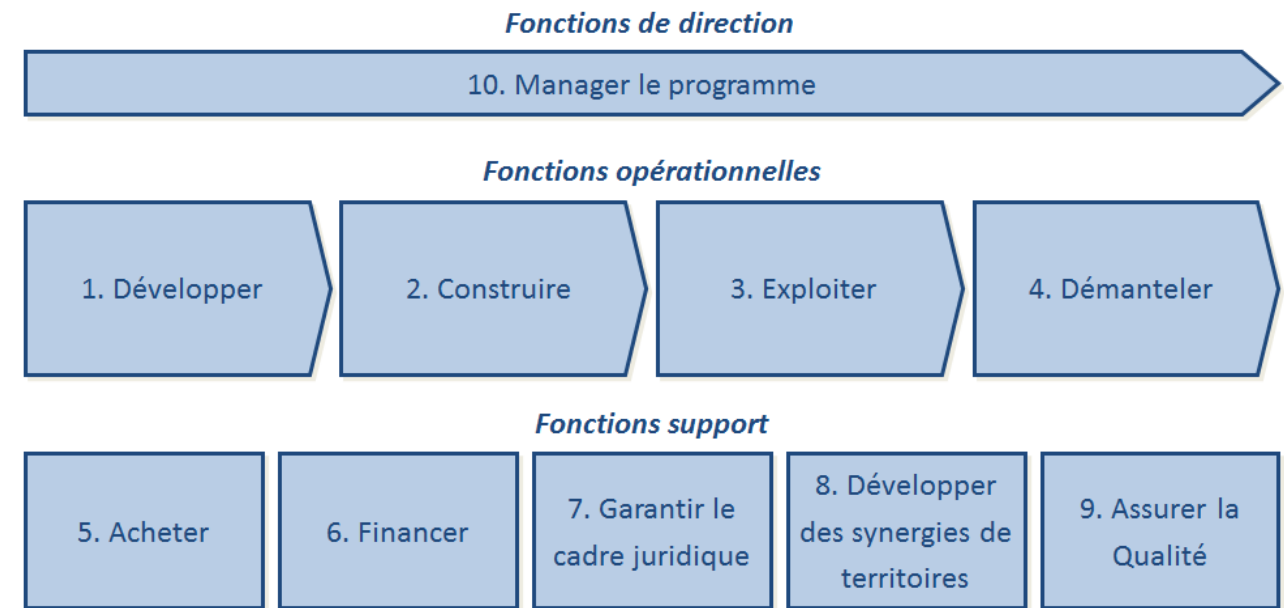 Fonctions de direction
10. Manager le programme
Fonctions opérationnelles
1. Développer
2. Construire
3. Exploiter
4. Démanteler
Fonctions support
5. Acheter
6. Financer
7. Garantir le
cadre juridique
8. Développer
des synergies de
territoires
9. Assurer la
Qualité